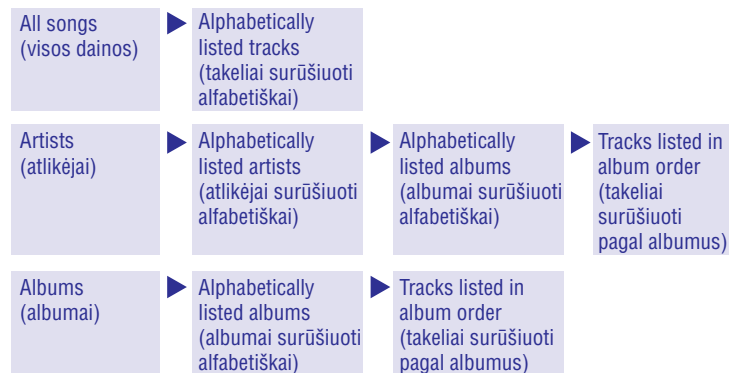 All songs
(visos dainos)
Alphabetically
listed tracks
(takeliai surūšiuoti
alfabetiškai)
Artists
(atlikėjai)
Alphabetically
listed artists
(atlikėjai surūšiuoti
alfabetiškai)
Alphabetically
listed albums
(albumai surūšiuoti
alfabetiškai)
Tracks listed in
album order
(takeliai
surūšiuoti
pagal albumus)
Albums
(albumai)
Alphabetically
listed albums
(albumai surūšiuoti
alfabetiškai)
Tracks listed in
album order
(takeliai surūšiuoti
pagal albumus)